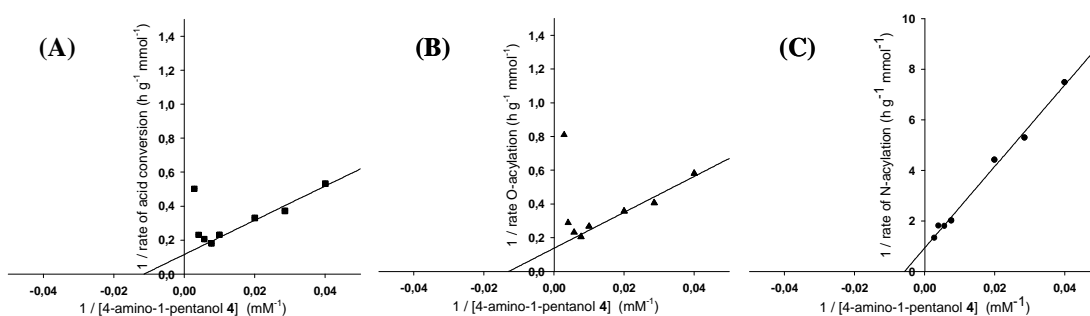 (A)
1 / rate of acid conversion (h g⁻¹ mmol⁻¹)
1,4
1,2
1,0
0,8
0,6
0,4
0,2
0,0
-0,04 -0,02 0,00 0,02 0,04
1 / [4-amino-1-pentanol 4] (mM⁻¹)
(B)
1 / rate O-acylation (h g⁻¹ mmol⁻¹)
1,4
1,2
1,0
0,8
0,6
0,4
0,2
0,0
-0,04 -0,02 0,00 0,02 0,04
1 / [4-amino-1-pentanol 4] (mM⁻¹)
(C)
1 / rate of N-acylation (h g⁻¹ mmol⁻¹)
10
8
6
4
2
0
-0,04 -0,02 0,00 0,02 0,04
1 / [4-amino-1-pentanol 4] (mM⁻¹)